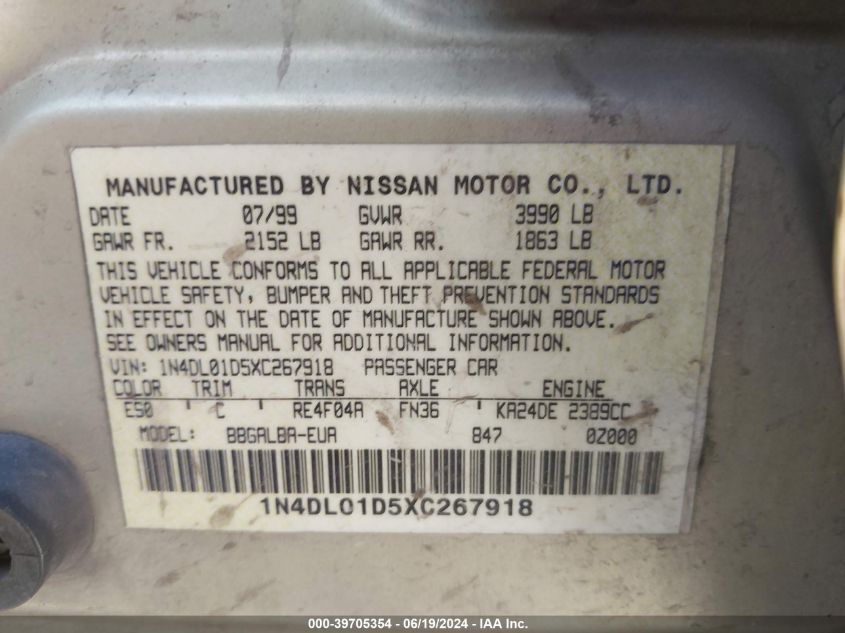 MANUFACTURED BY NISSAN MOTOR CO., LTD.
DATE 07/99 GVWR 3990 LB
GAWR FR. 2152 LB GAWR RR. 1863 LB
THIS VEHICLE CONFORMS TO ALL APPLICABLE FEDERAL MOTOR
VEHICLE SAFETY, BUMPER AND THEFT PREVENTION STANDARDS
IN EFFECT ON THE DATE OF MANUFACTURE SHOWN ABOVE.
SEE OWNERS MANUAL FOR ADDITIONAL INFORMATION.
VIN: 1N4DL01D5XC267918 PASSENGER CAR
COLOR TRIM TRANS AXLE ENGINE
ES0 ' C ' RE4F04A FN36 ' KA24DE 2389CC
MODEL: BBGALBA-EUA 847 0Z000
1N4DL01D5XC267918
000-39705354 - 06/19/2024 - IAA Inc.